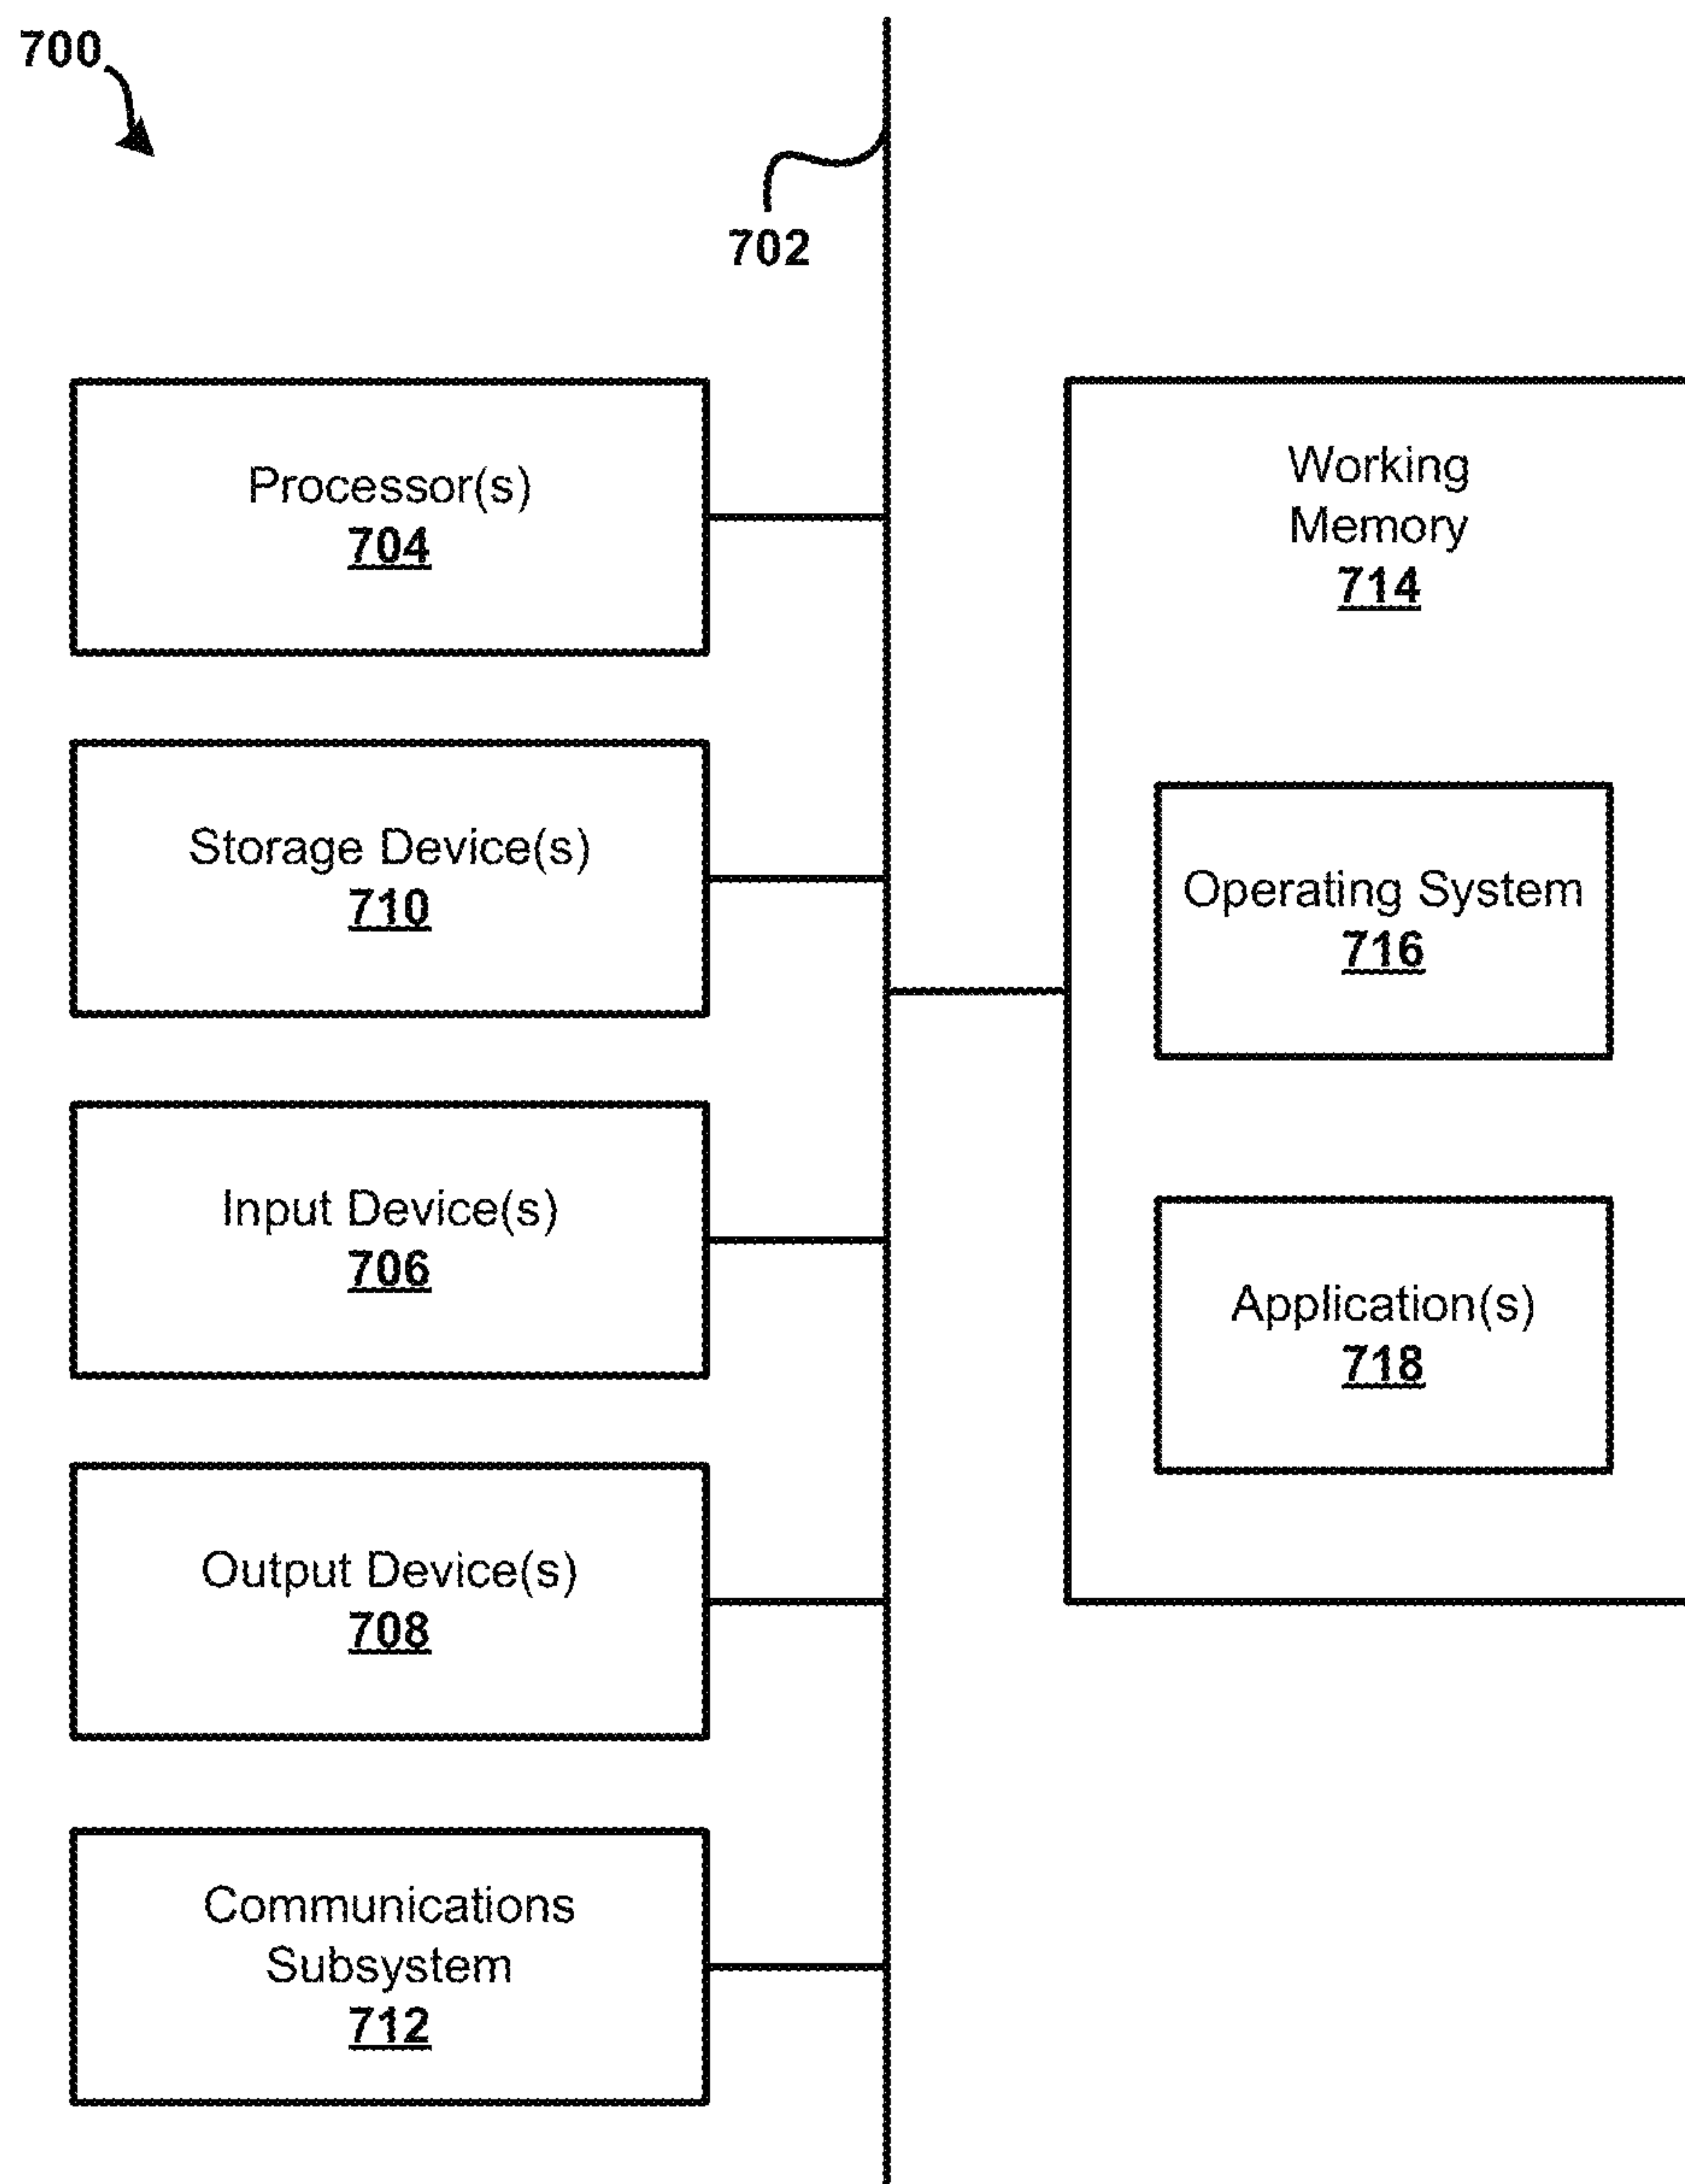 700
702
Processor(s)
704
Storage Device(s)
710
Input Device(s)
706
Output Device(s)
708
Communications
Subsystem
712
Working
Memory
714
Operating System
716
Application(s)
718